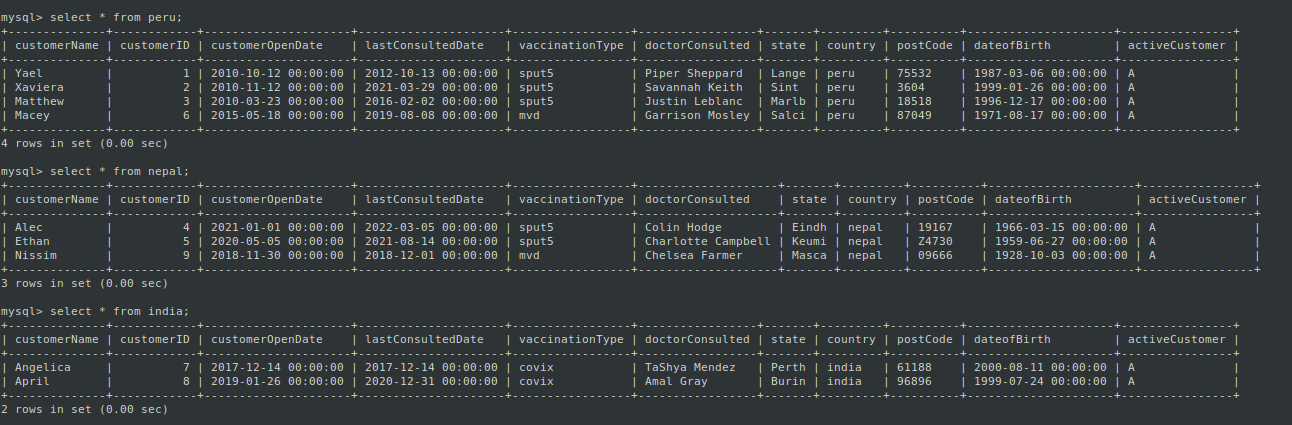 mysql> select * from peru;
+--------------+------------+---------------------+---------------------+-----------------+-----------------+-------+---------+----------+---------------------+----------------+
| customerName | customerID | customerOpenDate    | lastConsultedDate   | vaccinationType | doctorConsulted | state | country | postCode | dateofBirth         | activeCustomer |
+--------------+------------+---------------------+---------------------+-----------------+-----------------+-------+---------+----------+---------------------+----------------+
| Yael         |          1 | 2010-10-12 00:00:00 | 2012-10-13 00:00:00 | sput5           | Piper Sheppard  | Lange | peru    | 75532    | 1987-03-06 00:00:00 | A              |
| Xaviera      |          2 | 2010-11-12 00:00:00 | 2021-03-29 00:00:00 | sput5           | Savannah Keith  | Sint  | peru    | 3604     | 1999-01-26 00:00:00 | A              |
| Matthew      |          3 | 2010-03-23 00:00:00 | 2016-02-02 00:00:00 | sput5           | Justin Leblanc  | Marlb | peru    | 18518    | 1996-12-17 00:00:00 | A              |
| Macey        |          6 | 2015-05-18 00:00:00 | 2019-08-08 00:00:00 | mvd             | Garrison Mosley | Salci | peru    | 87049    | 1971-08-17 00:00:00 | A              |
+--------------+------------+---------------------+---------------------+-----------------+-----------------+-------+---------+----------+---------------------+----------------+
4 rows in set (0.00 sec)
mysql> select * from nepal;
+--------------+------------+---------------------+---------------------+-----------------+--------------------+-------+---------+----------+---------------------+----------------+
| customerName | customerID | customerOpenDate    | lastConsultedDate   | vaccinationType | doctorConsulted    | state | country | postCode | dateofBirth         | activeCustomer |
+--------------+------------+---------------------+---------------------+-----------------+--------------------+-------+---------+----------+---------------------+----------------+
| Alec         |          4 | 2021-01-01 00:00:00 | 2022-03-05 00:00:00 | sput5           | Colin Hodge        | Eindh | nepal   | 19167    | 1966-03-15 00:00:00 | A              |
| Ethan        |          5 | 2020-05-05 00:00:00 | 2021-08-14 00:00:00 | sput5           | Charlotte Campbell | Keumi | nepal   | Z4730    | 1959-06-27 00:00:00 | A              |
| Nissim       |          9 | 2018-11-30 00:00:00 | 2018-12-01 00:00:00 | mvd             | Chelsea Farmer     | Masca | nepal   | 09666    | 1928-10-03 00:00:00 | A              |
+--------------+------------+---------------------+---------------------+-----------------+--------------------+-------+---------+----------+---------------------+----------------+
3 rows in set (0.00 sec)
mysql> select * from india;
+--------------+------------+---------------------+---------------------+-----------------+-----------------+-------+---------+----------+---------------------+----------------+
| customerName | customerID | customerOpenDate    | lastConsultedDate   | vaccinationType | doctorConsulted | state | country | postCode | dateofBirth         | activeCustomer |
+--------------+------------+---------------------+---------------------+-----------------+-----------------+-------+---------+----------+---------------------+----------------+
| Angelica     |          7 | 2017-12-14 00:00:00 | 2017-12-14 00:00:00 | covix           | TaShya Mendez   | Perth | india   | 61188    | 2000-08-11 00:00:00 | A              |
| April        |          8 | 2019-01-26 00:00:00 | 2020-12-31 00:00:00 | covix           | Amal Gray       | Burin | india   | 96896    | 1999-07-24 00:00:00 | A              |
+--------------+------------+---------------------+---------------------+-----------------+-----------------+-------+---------+----------+---------------------+----------------+
2 rows in set (0.00 sec)